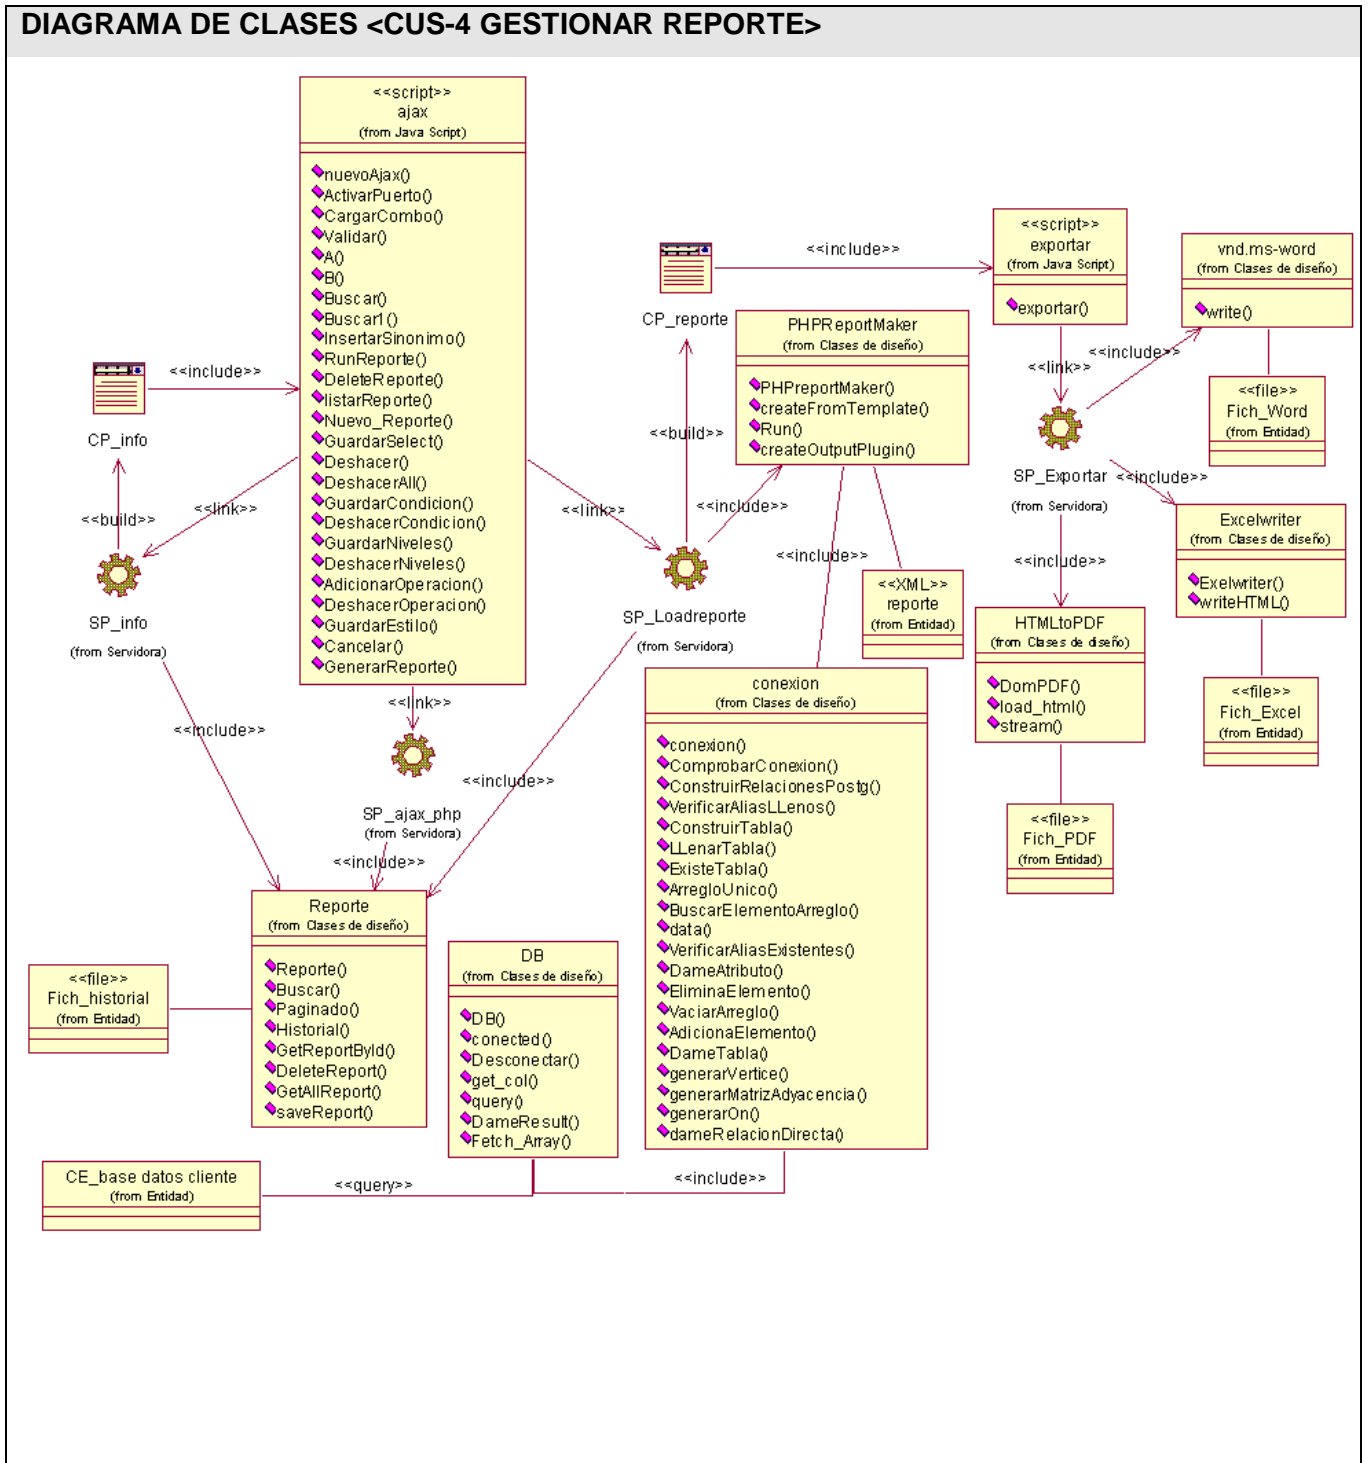 DIAGRAMA DE CLASES <CUS-4 GESTIONAR REPORTE>
<<script>>
ajax
(from Java Script)
nuevoAjax()
ActivarPuerto()
CargarCombo()
Validar()
A()
B()
Buscar()
Buscar1()
InsertarSinonimo()
RunReporte()
DeleteReporte()
listarReporte()
Nuevo_Reporte()
GuardarSelect()
Deshacer()
DeshacerAll()
GuardarCondicion()
DeshacerCondicion()
GuardarNiveles()
DeshacerNiveles()
AdicionarOperacion()
DeshacerOperacion()
GuardarEstilo()
Cancelar()
GenerarReporte()
<<include>>
CP_info
<<build>>
<<link>>
SP_info
(from Servidora)
<<include>>
<<link>>
SP_ajax_php
(from Servidora)
<<include>>
<<link>>
CP_reporte
<<include>>
<<build>>
<<include>>
SP_Loadreporte
(from Servidora)
<<include>>
PHPReportMaker
(from Clases de diseño)
PHPreportMaker()
createFromTemplate()
Run()
createOutputPlugin()
<<include>>
<<XML>>
reporte
(from Entidad)
<<script>>
exportar
(from Java Script)
exportar()
<<link>>
<<include>>
vnd.ms-word
(from Clases de diseño)
write()
<<file>>
Fich_Word
(from Entidad)
SP_Exportar
(from Servidora)
<<include>>
<<include>>
Excelwriter
(from Clases de diseño)
Exelwriter()
writeHTML()
<<file>>
Fich_Excel
(from Entidad)
HTMLtoPDF
(from Clases de diseño)
DomPDF()
load_html()
stream()
<<file>>
Fich_PDF
(from Entidad)
conexion
(from Clases de diseño)
conexion()
ComprobarConexion()
ConstruirRelacionesPostg()
VerificarAliasLLenos()
ConstruirTabla()
LLenarTabla()
ExisteTabla()
ArregloUnico()
BuscarElementoArreglo()
data()
VerificarAliasExistentes()
DameAtributo()
EliminaElemento()
VaciarArreglo()
AdicionaElemento()
DameTabla()
generarVertice()
generarMatrizAdyacencia()
generarOn()
dameRelacionDirecta()
Reporte
(from Clases de diseño)
Reporte()
Buscar()
Paginado()
Historial()
GetReportById()
DeleteReport()
GetAllReport()
saveReport()
<<file>>
Fich_historial
(from Entidad)
DB
(from Clases de diseño)
DB()
conected()
Desconectar()
get_col()
query()
DameResult()
Fetch_Array()
CE_base datos cliente
(from Entidad)
<<query>>
<<include>>